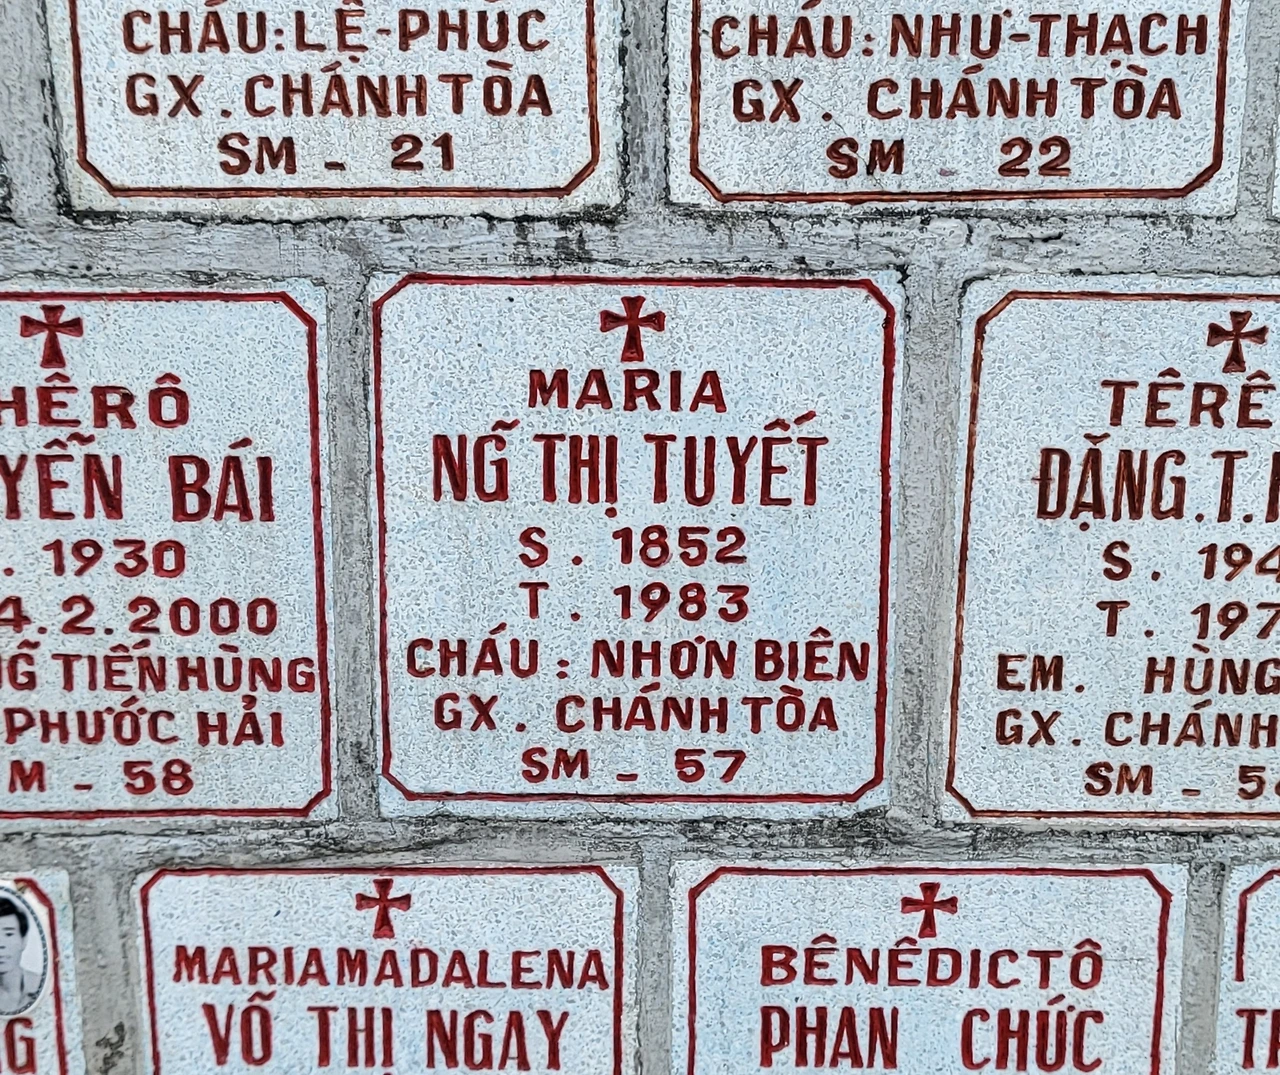 CHÁU:LỆ-PHÚC
GX.CHÁNH TÒA
SM - 21
CHÁU: NHƯ-THẠCH
GX. CHÁNH TÒA
SM - 22
HÊRÔ
YỄN BÁI
. 1930
4.2.2000
NG̃ TIẾN HÙNG
PHƯỚC HẢI
M - 58
MARIA
NG̃ THỊ TUYẾT
S. 1852
T. 1983
CHÁU: NHƠN BIÊN
GX. CHÁNH TÒA
SM - 57
TÊRÊ
ĐẶNG.T.
S. 194
T. 197
EM. HÙNG
GX. CHÁNH
SM - 5
G
MARIAMADALENA
VÕ THỊ NGAY
BÊNÊDICTÔ
PHAN CHỨC